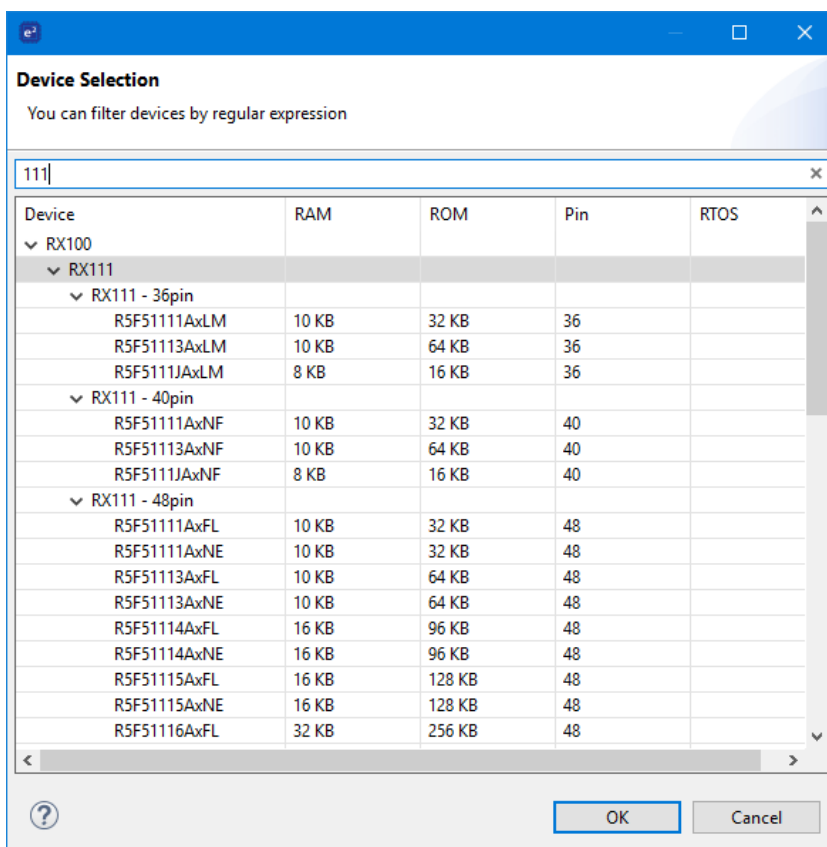 e²
Device Selection
You can filter devices by regular expression
111
Device RAM ROM Pin RTOS
RX100
RX111
RX111 - 36pin
R5F51111AxLM 10 KB 32 KB 36
R5F51113AxLM 10 KB 64 KB 36
R5F5111JAxLM 8 KB 16 KB 36
RX111 - 40pin
R5F51111AxNF 10 KB 32 KB 40
R5F51113AxNF 10 KB 64 KB 40
R5F5111JAxNF 8 KB 16 KB 40
RX111 - 48pin
R5F51111AxFL 10 KB 32 KB 48
R5F51111AxNE 10 KB 32 KB 48
R5F51113AxFL 10 KB 64 KB 48
R5F51113AxNE 10 KB 64 KB 48
R5F51114AxFL 16 KB 96 KB 48
R5F51114AxNE 16 KB 96 KB 48
R5F51115AxFL 16 KB 128 KB 48
R5F51115AxNE 16 KB 128 KB 48
R5F51116AxFL 32 KB 256 KB 48
? OK Cancel